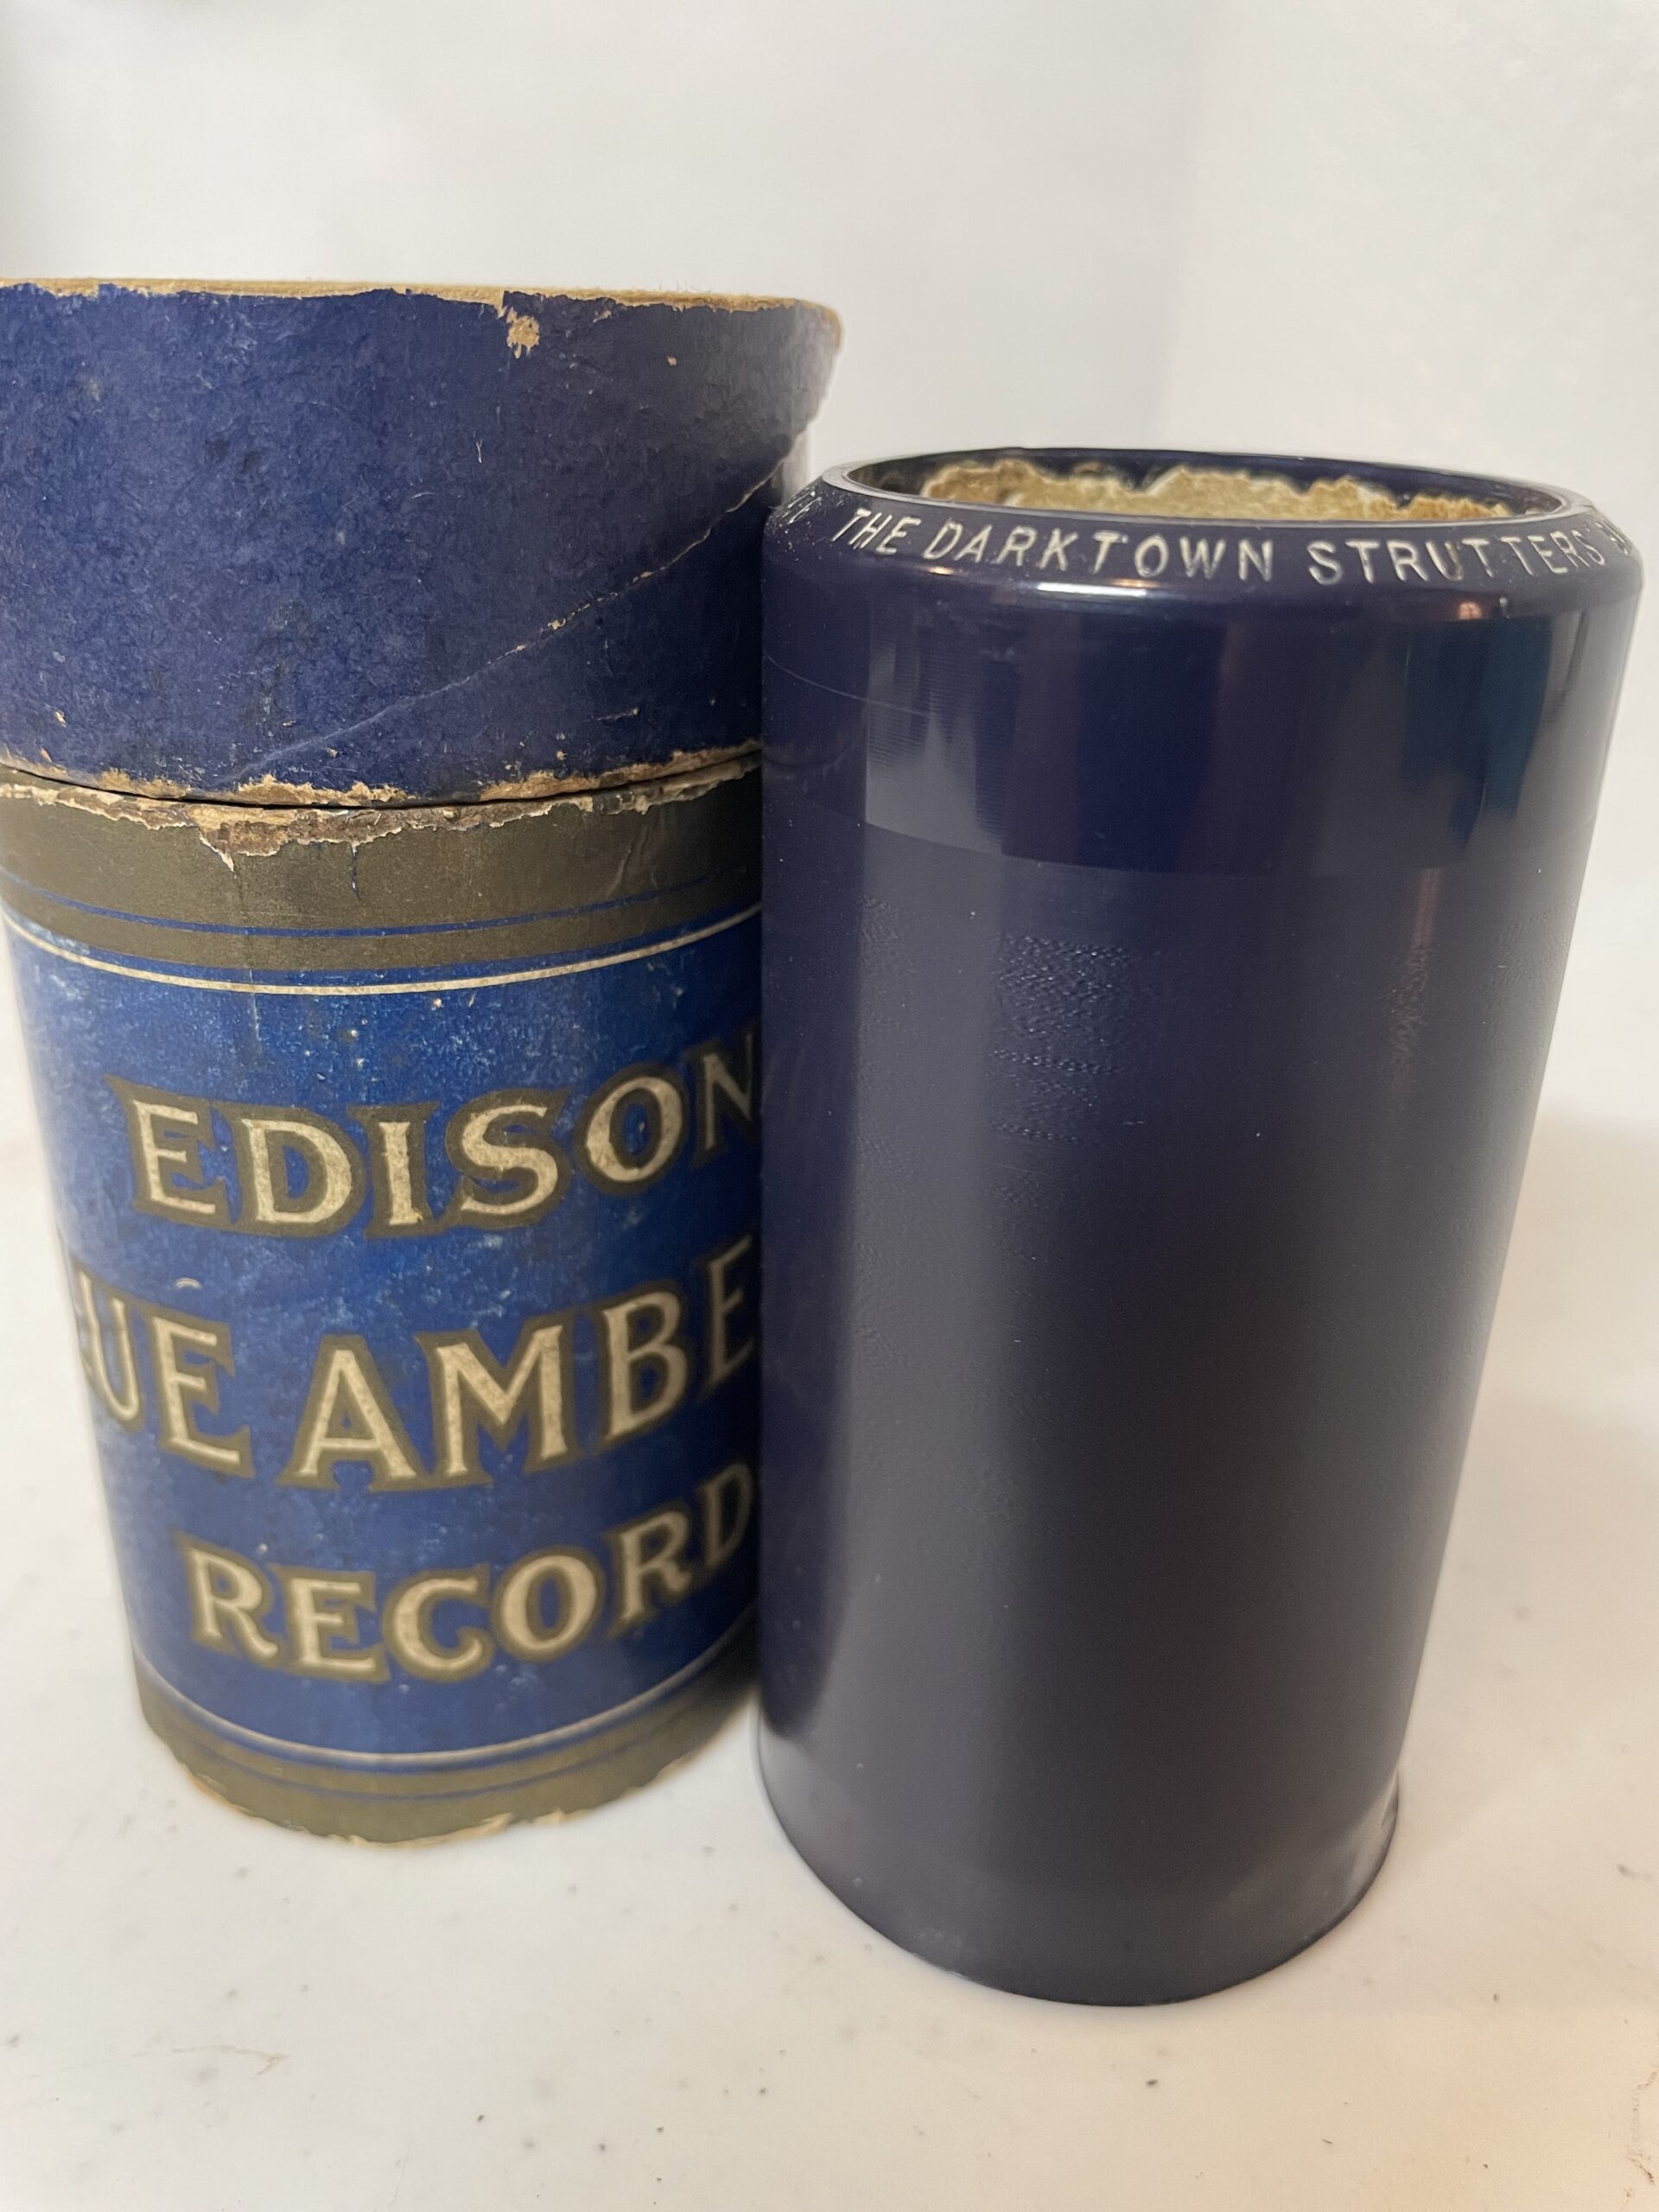 EDISON
UE AMBE
RECORD
THE DARKTOWN STRUTTERS